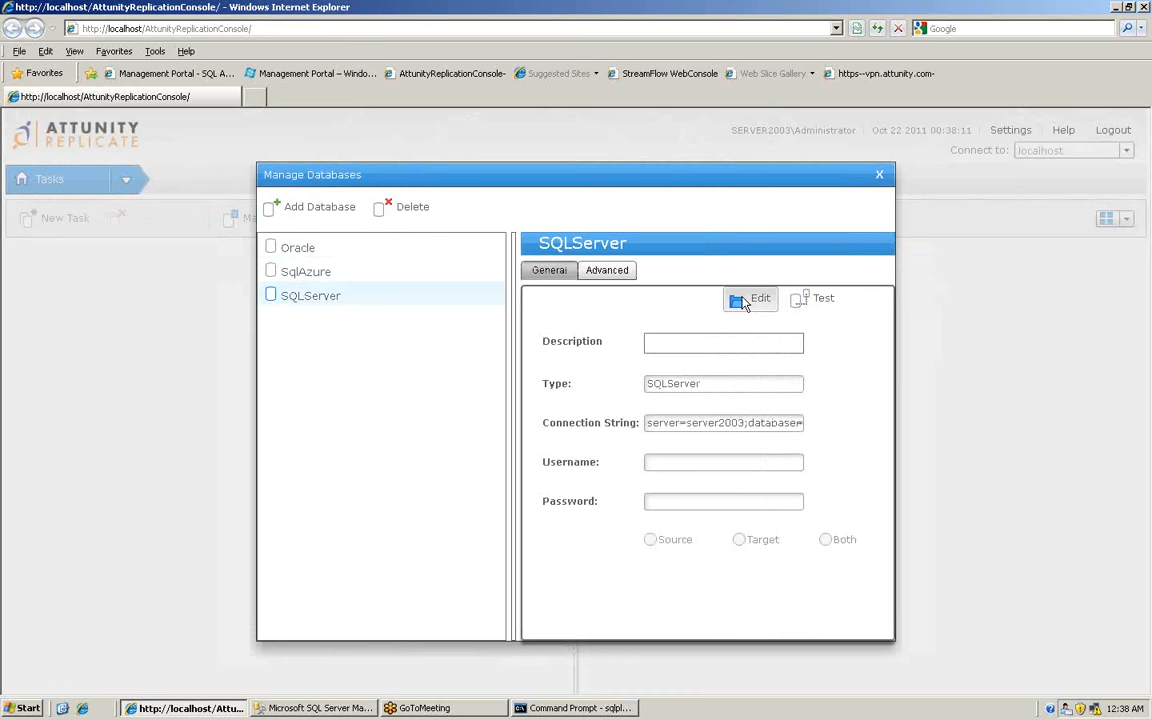 http://localhost/AttunityReplicationConsole/ - Windows Internet Explorer
http://localhost/AttunityReplicationConsole/
Google
File Edit View Favorites Tools Help
Favorites Management Portal - SQL A... Management Portal – Windo... AttunityReplicationConsole- Suggested Sites StreamFlow WebConsole Web Slice Gallery https--vpn.attunity.com-
http://localhost/AttunityReplicationConsole/
ATTUNITY
REPLICATE
SERVER2003\Administrator Oct 22 2011 00:38:11 Settings Help Logout
Connect to: localhost
Tasks
New Task
Manage Databases X
Add Database Delete
Oracle
SqlAzure
SQLServer
SQLServer
General Advanced
Edit Test
Description
Type: SQLServer
Connection String: server=server2003;database=
Username:
Password:
Source Target Both
Start http://localhost/Attu... Microsoft SQL Server Ma... GoToMeeting Command Prompt - sqlpl... 12:38 AM